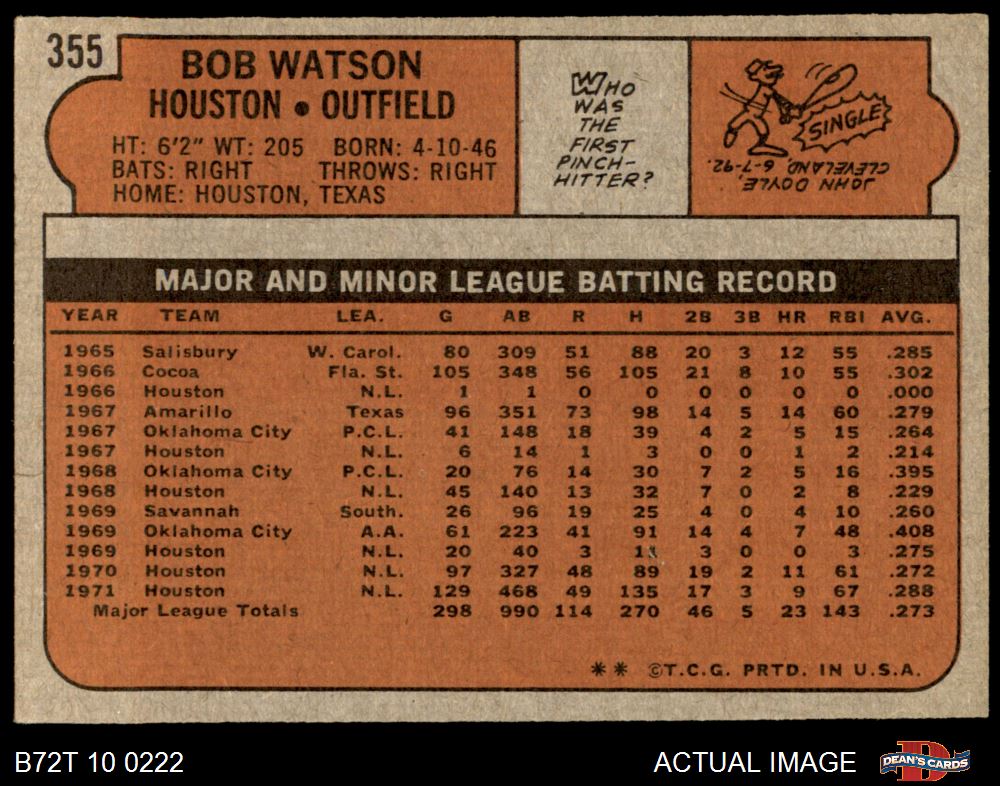 355
BOB WATSON
HOUSTON • OUTFIELD
HT: 6'2" WT: 205 BORN: 4-10-46
BATS: RIGHT THROWS: RIGHT
HOME: HOUSTON, TEXAS
WHO
WAS
THE
FIRST
PINCH-
HITTER?
SINGLE
JOHN DOYLE
CLEVELAND, 6-7-92.
MAJOR AND MINOR LEAGUE BATTING RECORD
YEAR TEAM LEA. G AB R H 2B 3B HR RBI AVG.
1965 Salisbury W. Carol. 80 309 51 88 20 3 12 55 .285
1966 Cocoa Fla. St. 105 348 56 105 21 8 10 55 .302
1966 Houston N.L. 1 1 0 0 0 0 0 0 .000
1967 Amarillo Texas 96 351 73 98 14 5 14 60 .279
1967 Oklahoma City P.C.L. 41 148 18 39 4 2 5 15 .264
1967 Houston N.L. 6 14 1 3 0 0 1 2 .214
1968 Oklahoma City P.C.L. 20 76 14 30 7 2 5 16 .395
1968 Houston N.L. 45 140 13 32 7 0 2 8 .229
1969 Savannah South. 26 96 19 25 4 0 4 10 .260
1969 Oklahoma City A.A. 61 223 41 91 14 4 7 48 .408
1969 Houston N.L. 20 40 3 11 3 0 0 3 .275
1970 Houston N.L. 97 327 48 89 19 2 11 61 .272
1971 Houston N.L. 129 468 49 135 17 3 9 67 .288
Major League Totals 298 990 114 270 46 5 23 143 .273
** ©T.C.G. PRTD. IN U.S.A.
B72T 10 0222 ACTUAL IMAGE
D
DEAN'S CARDS